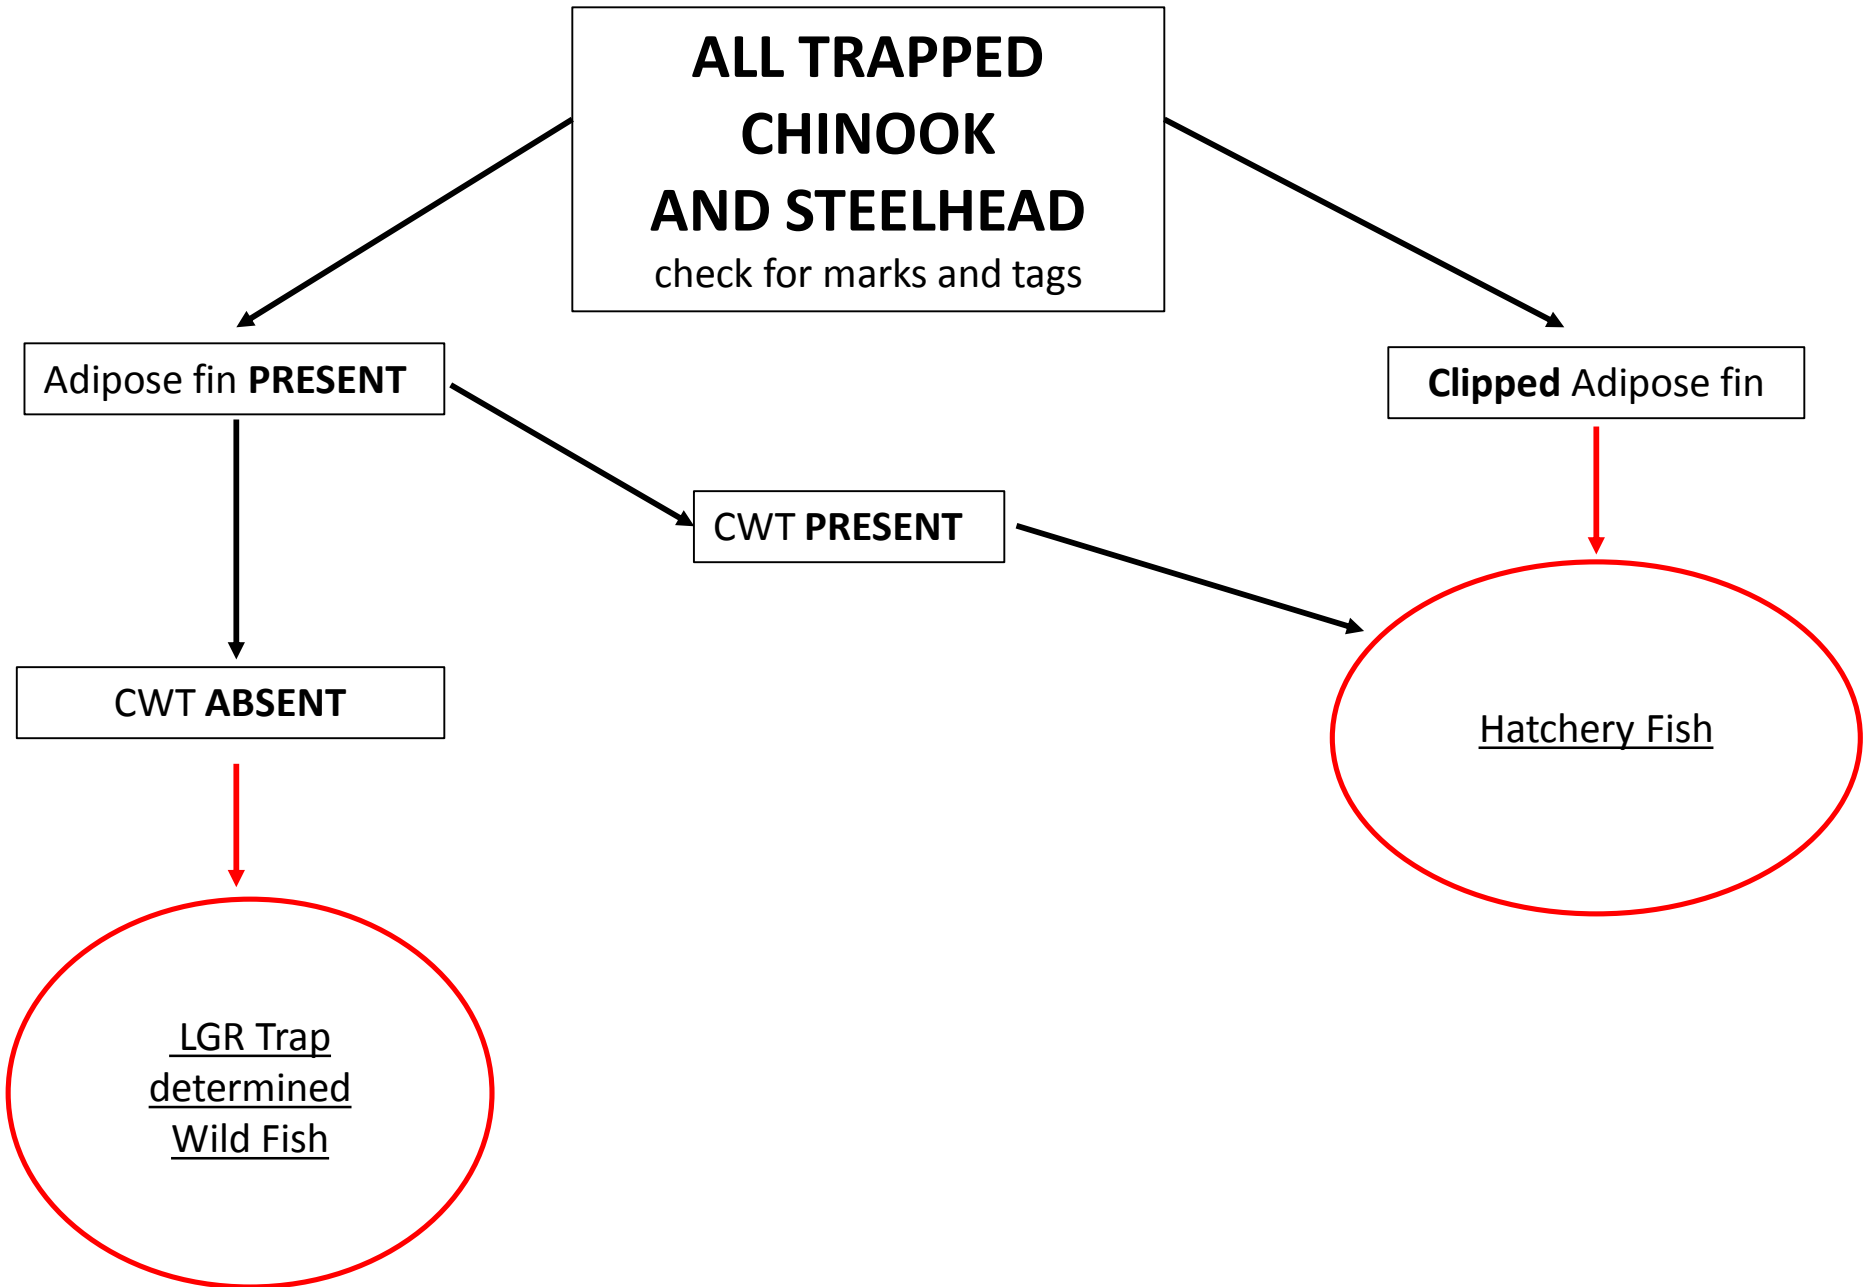 ALL TRAPPED
CHINOOK
AND STEELHEAD
check for marks and tags
Adipose fin PRESENT
Clipped Adipose fin
CWT PRESENT
CWT ABSENT
Hatchery Fish
LGR Trap
determined
Wild Fish